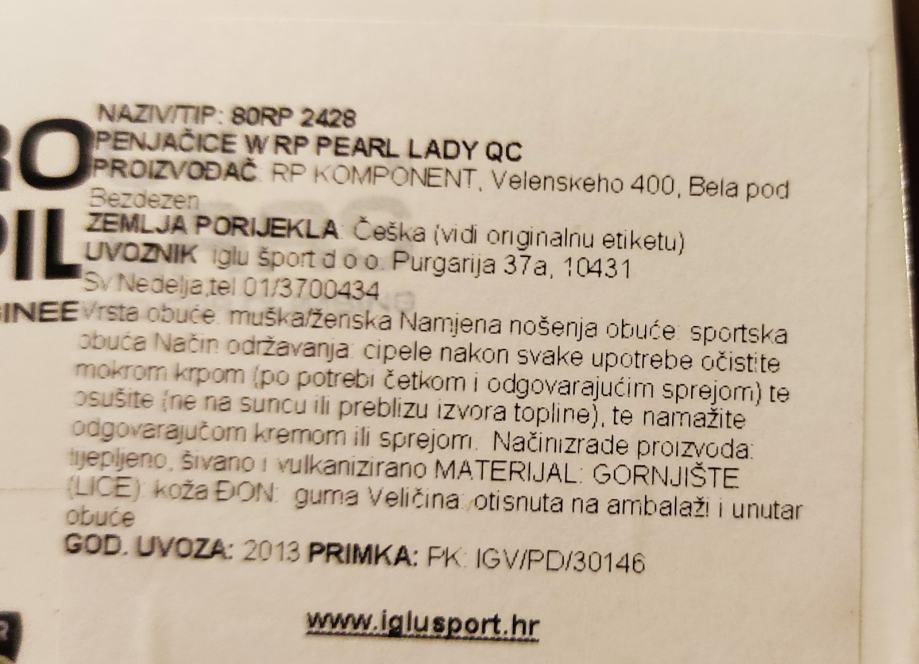 NAZIV/TIP: 80RP 2428
PENJAČICE W RP PEARL LADY QC
PROIZVOĐAČ: RP KOMPONENT, Velenskeho 400, Bela pod
Bezdezen
ZEMLJA PORIJEKLA: Češka (vidi originalnu etiketu)
UVOZNIK iglu šport d.o.o. Purgarija 37a, 10431
Sv Nedelja,tel 01/3700434
Vrsta obuće: muška/ženska Namjena nošenja obuće: sportska
obuća Način održavanja: cipele nakon svake upotrebe očistite
mokrom krpom (po potrebi četkom i odgovarajućim sprejom) te
osušite (ne na suncu ili preblizu izvora topline), te namažite
odgovarajučom kremom ili sprejom. Načinizrade proizvoda:
lijepljeno, šivano i vulkanizirano MATERIJAL: GORNJIŠTE
(LICE): koža ĐON: guma Veličina: otisnuta na ambalaži i unutar
obuće
GOD. UVOZA: 2013 PRIMKA: PK: IGV/PD/30146
www.iglusport.hr